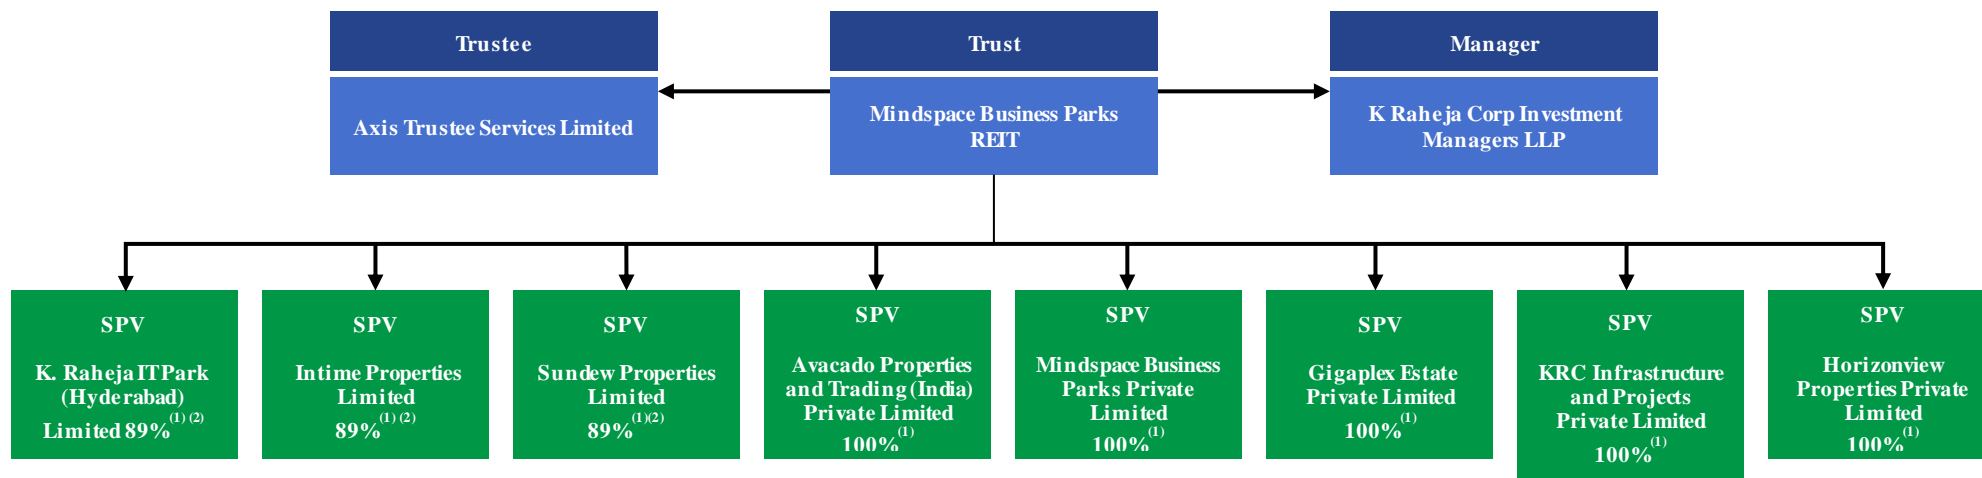 Trustee
Axis Trustee Services Limited
Trust
Mindspace Business Parks
REIT
Manager
K Raheja Corp Investment
Managers LLP
SPV
K. Raheja IT Park
(Hyderabad)
Limited 89%(1) (2)
SPV
Intime Properties
Limited
89%(1) (2)
SPV
Sundew Properties
Limited
89%(1)(2)
SPV
Avacado Properties
and Trading (India)
Private Limited
100%(1)
SPV
Mindspace Business
Parks Private
Limited
100%(1)
SPV
Gigaplex Estate
Private Limited
100%(1)
SPV
KRC Infrastructure
and Projects
Private Limited
100%(1)
SPV
Horizonview
Properties Private
Limited
100%(1)